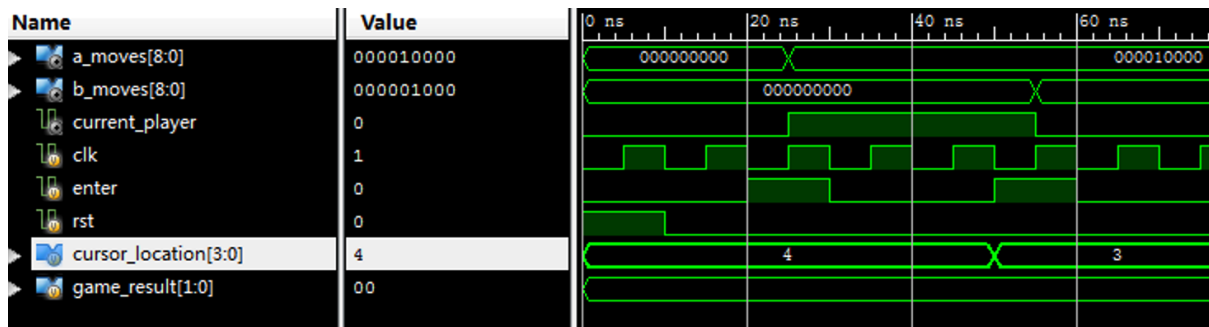 Name Value 0 ns 20 ns 40 ns 60 ns
a_moves[8:0] 000010000 000000000 000010000
b_moves[8:0] 000001000 000000000
current_player 0
clk 1
enter 0
rst 0
cursor_location[3:0] 4 4 3
game_result[1:0] 00